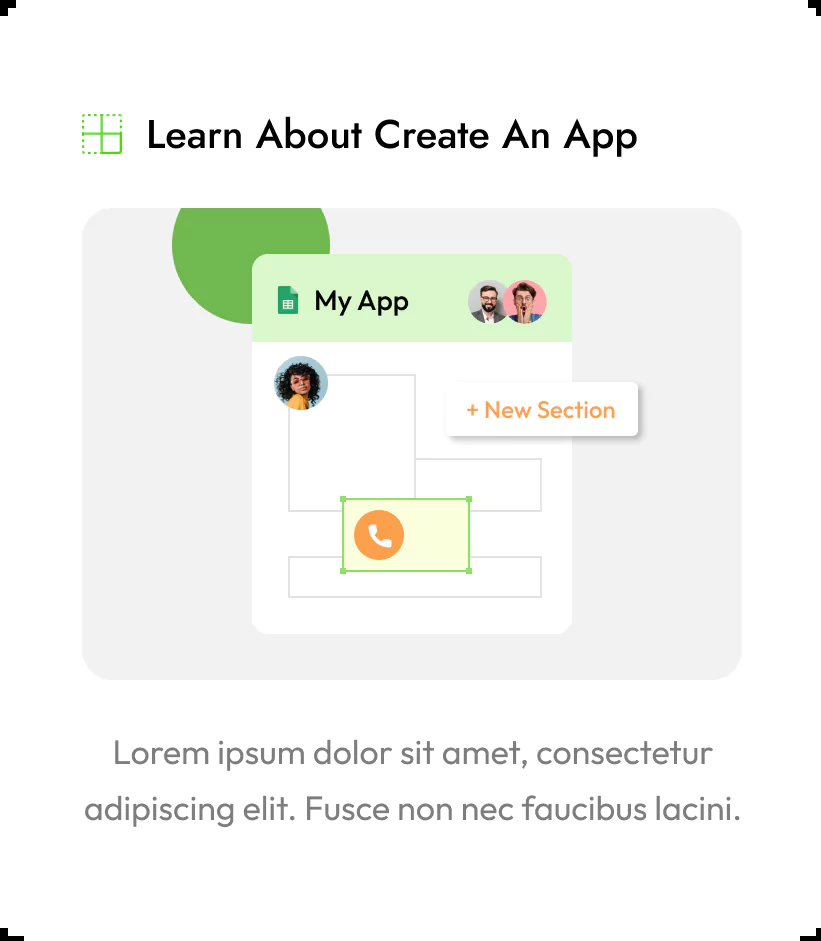 Learn About Create An App
My App
+ New Section
Lorem ipsum dolor sit amet, consectetur
adipiscing elit. Fusce non nec faucibus lacini.